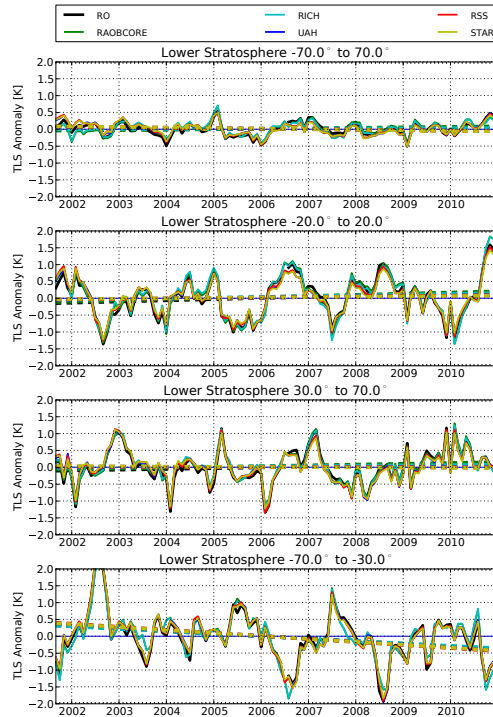 RO RICH RSS
RAOBCORE UAH STAR
Lower Stratosphere -70.0° to 70.0°
TLS Anomaly [K]
2.0
1.5
1.0
0.5
0.0
−0.5
−1.0
−1.5
−2.0
2002 2003 2004 2005 2006 2007 2008 2009 2010
Lower Stratosphere -20.0° to 20.0°
TLS Anomaly [K]
2.0
1.5
1.0
0.5
0.0
−0.5
−1.0
−1.5
−2.0
2002 2003 2004 2005 2006 2007 2008 2009 2010
Lower Stratosphere 30.0° to 70.0°
TLS Anomaly [K]
2.0
1.5
1.0
0.5
0.0
−0.5
−1.0
−1.5
−2.0
2002 2003 2004 2005 2006 2007 2008 2009 2010
Lower Stratosphere -70.0° to -30.0°
TLS Anomaly [K]
2.0
1.5
1.0
0.5
0.0
−0.5
−1.0
−1.5
−2.0
2002 2003 2004 2005 2006 2007 2008 2009 2010